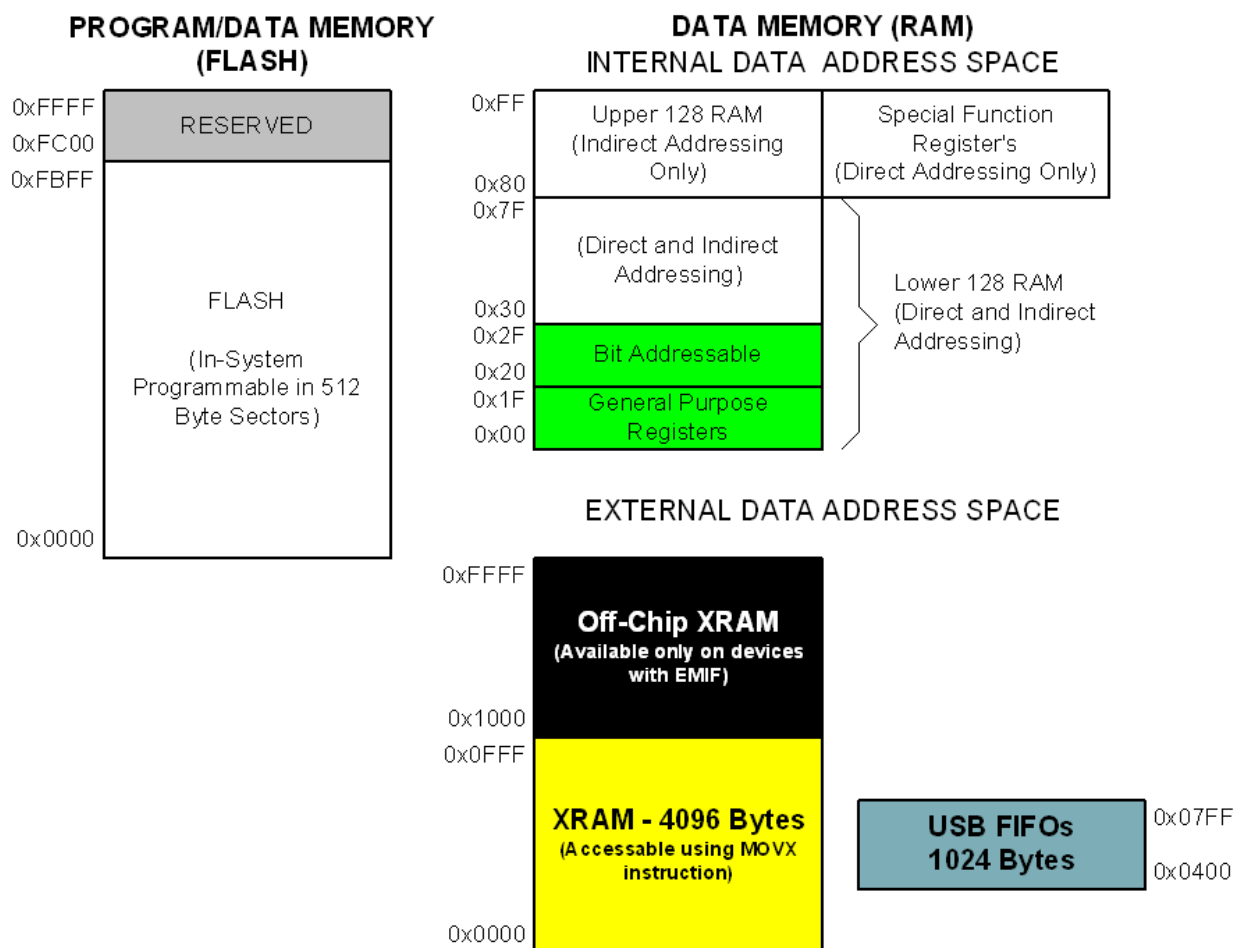 PROGRAM/DATA MEMORY
(FLASH)
0xFFFF
RESERVED
0xFC00
0xFBFF
FLASH
(In-System
Programmable in 512
Byte Sectors)
0x0000
DATA MEMORY (RAM)
INTERNAL DATA ADDRESS SPACE
0xFF
Upper 128 RAM
(Indirect Addressing
Only)
0x80
Special Function
Register's
(Direct Addressing Only)
0x7F
(Direct and Indirect
Addressing)
0x30
0x2F
Bit Addressable
0x20
0x1F
General Purpose
Registers
0x00
Lower 128 RAM
(Direct and Indirect
Addressing)
EXTERNAL DATA ADDRESS SPACE
0xFFFF
Off-Chip XRAM
(Available only on devices
with EMIF)
0x1000
0x0FFF
XRAM - 4096 Bytes
(Accessable using MOVX
instruction)
0x0000
USB FIFOs
1024 Bytes
0x07FF
0x0400